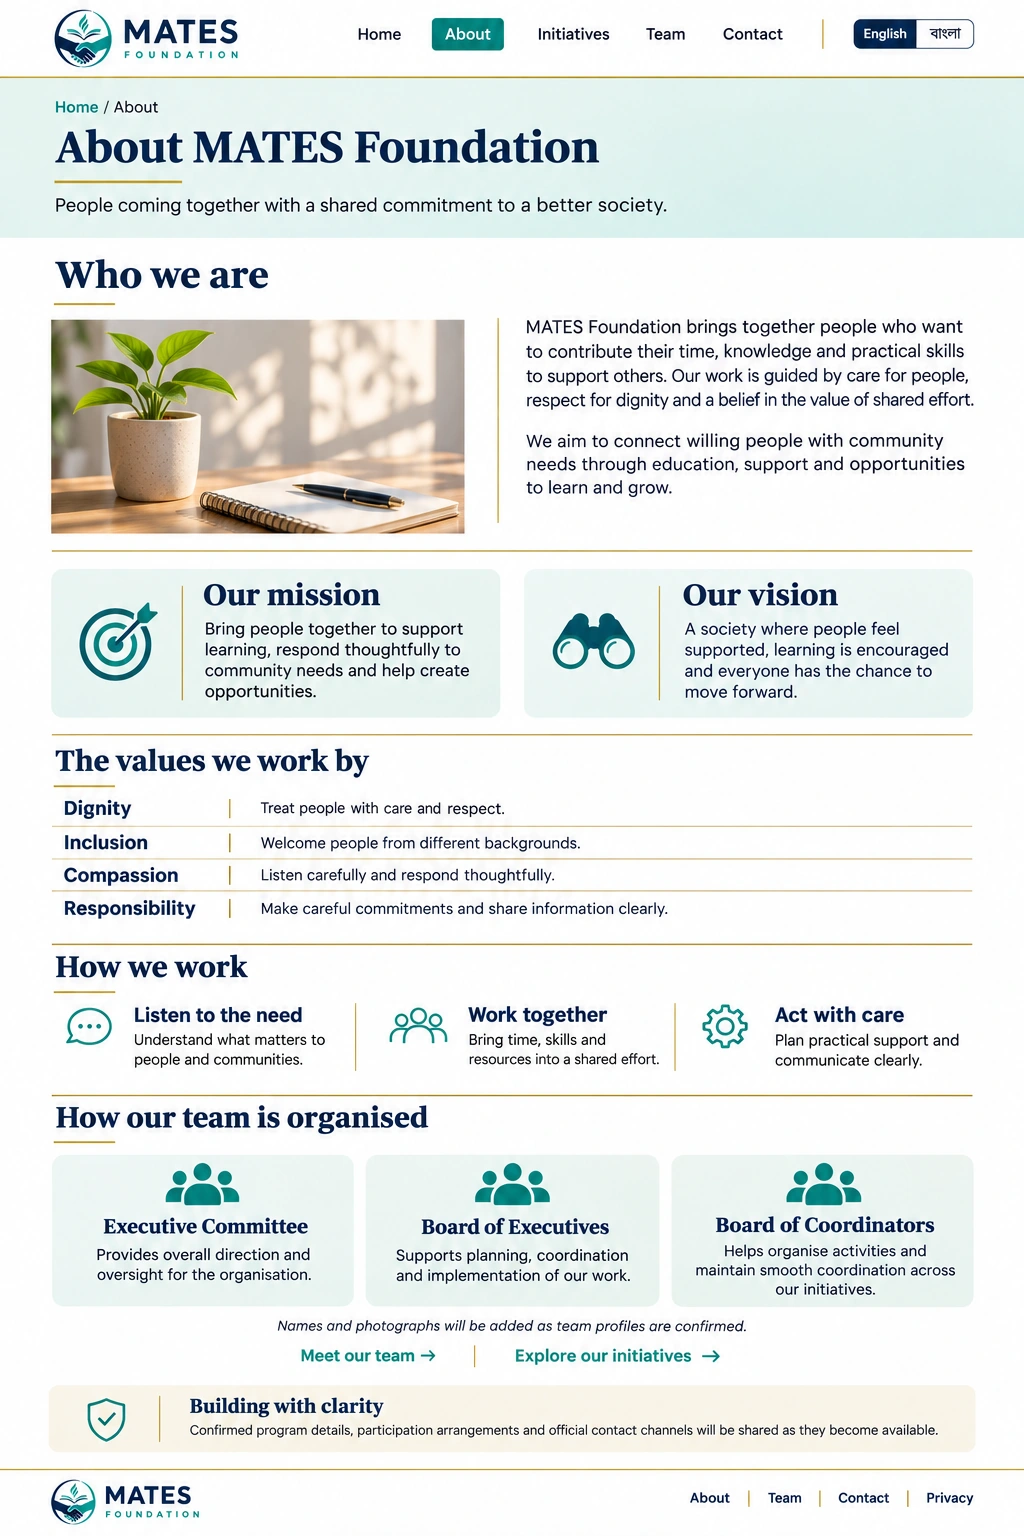 MATES
FOUNDATION
Home
About
Initiatives
Team
Contact
English
বাংলা
Home / About
About MATES Foundation
People coming together with a shared commitment to a better society.
Who we are
MATES Foundation brings together people who want
to contribute their time, knowledge and practical skills
to support others. Our work is guided by care for people,
respect for dignity and a belief in the value of shared effort.
We aim to connect willing people with community
needs through education, support and opportunities
to learn and grow.
Our mission
Bring people together to support
learning, respond thoughtfully to
community needs and help create
opportunities.
Our vision
A society where people feel
supported, learning is encouraged
and everyone has the chance to
move forward.
The values we work by
Dignity
Treat people with care and respect.
Inclusion
Welcome people from different backgrounds.
Compassion
Listen carefully and respond thoughtfully.
Responsibility
Make careful commitments and share information clearly.
How we work
Listen to the need
Understand what matters to
people and communities.
Work together
Bring time, skills and
resources into a shared effort.
Act with care
Plan practical support and
communicate clearly.
How our team is organised
Executive Committee
Provides overall direction and
oversight for the organisation.
Board of Executives
Supports planning, coordination
and implementation of our work.
Board of Coordinators
Helps organise activities and
maintain smooth coordination across
our initiatives.
Names and photographs will be added as team profiles are confirmed.
Meet our team →
Explore our initiatives →
Building with clarity
Confirmed program details, participation arrangements and official contact channels will be shared as they become available.
MATES
FOUNDATION
About
Team
Contact
Privacy